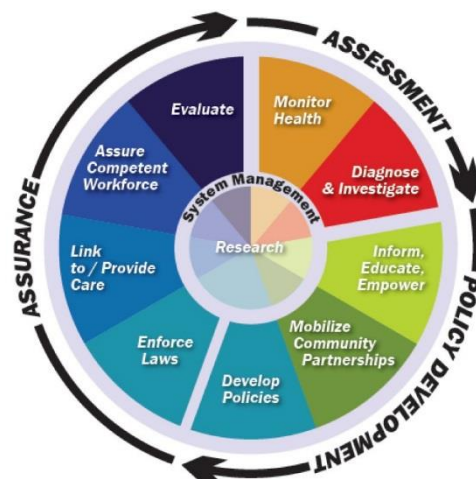 ASSESSMENT
Monitor
Health
Diagnose
& Investigate
POLICY DEVELOPMENT
Inform,
Educate,
Empower
Mobilize
Community
Partnerships
Develop
Policies
ASSURANCE
Enforce
Laws
Link
to / Provide
Care
Assure
Competent
Workforce
Evaluate
System Management
Research